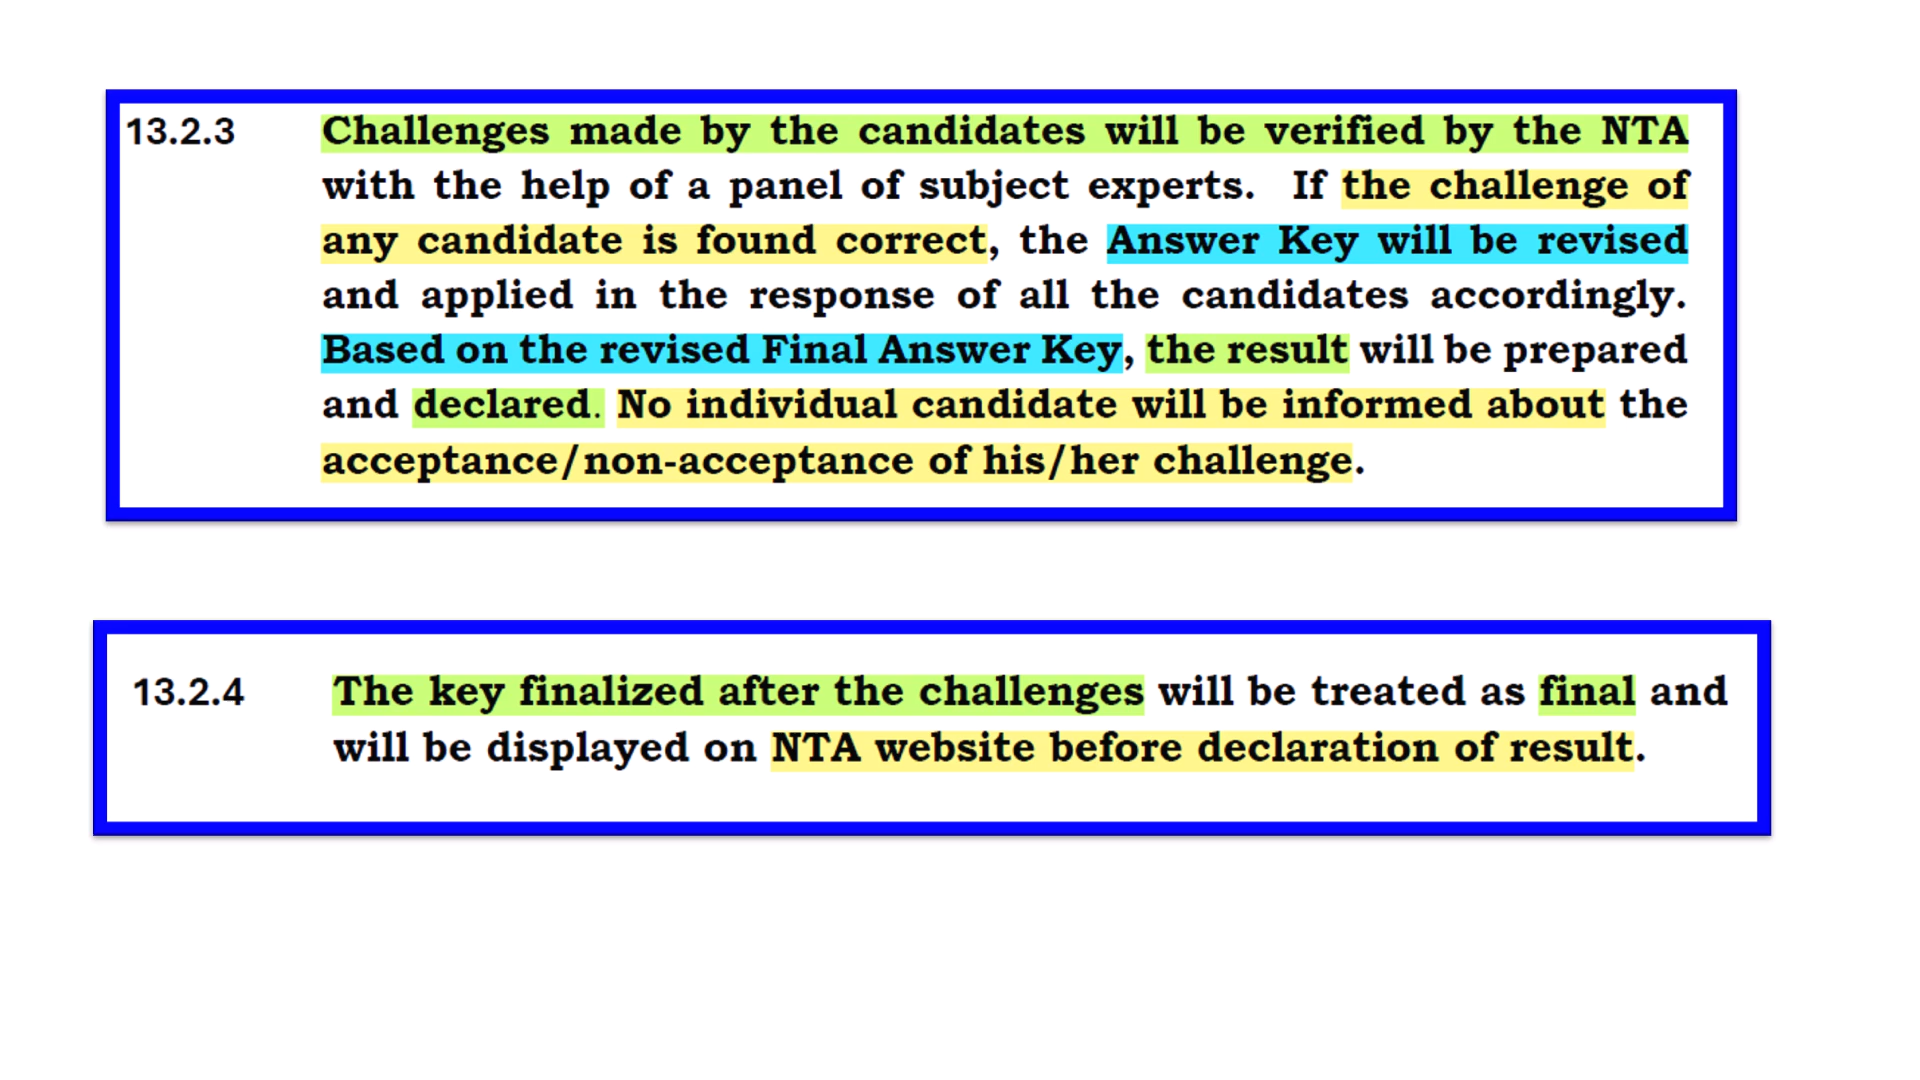 13.2.3 Challenges made by the candidates will be verified by the NTA
with the help of a panel of subject experts.  If the challenge of
any candidate is found correct, the Answer Key will be revised
and applied in the response of all the candidates accordingly.
Based on the revised Final Answer Key, the result will be prepared
and declared. No individual candidate will be informed about the
acceptance/non-acceptance of his/her challenge.
13.2.4 The key finalized after the challenges will be treated as final and
will be displayed on NTA website before declaration of result.